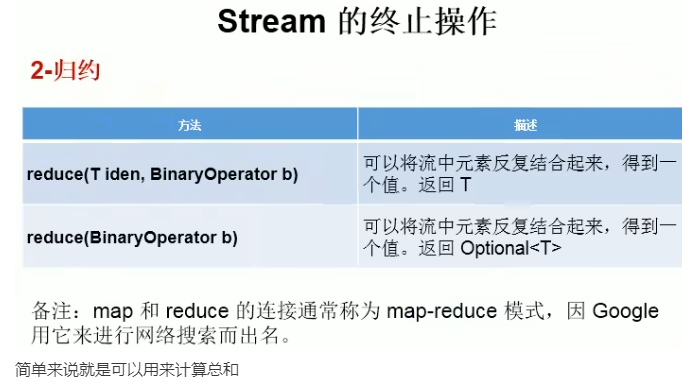 Stream 的终止操作
2-归约
方法
描述
reduce(T iden, BinaryOperator b)
可以将流中元素反复结合起来，得到一
个值。返回 T
reduce(BinaryOperator b)
可以将流中元素反复结合起来，得到一
个值。返回 Optional<T>
备注：map 和 reduce 的连接通常称为 map-reduce 模式，因 Google
用它来进行网络搜索而出名。
简单来说就是可以用来计算总和